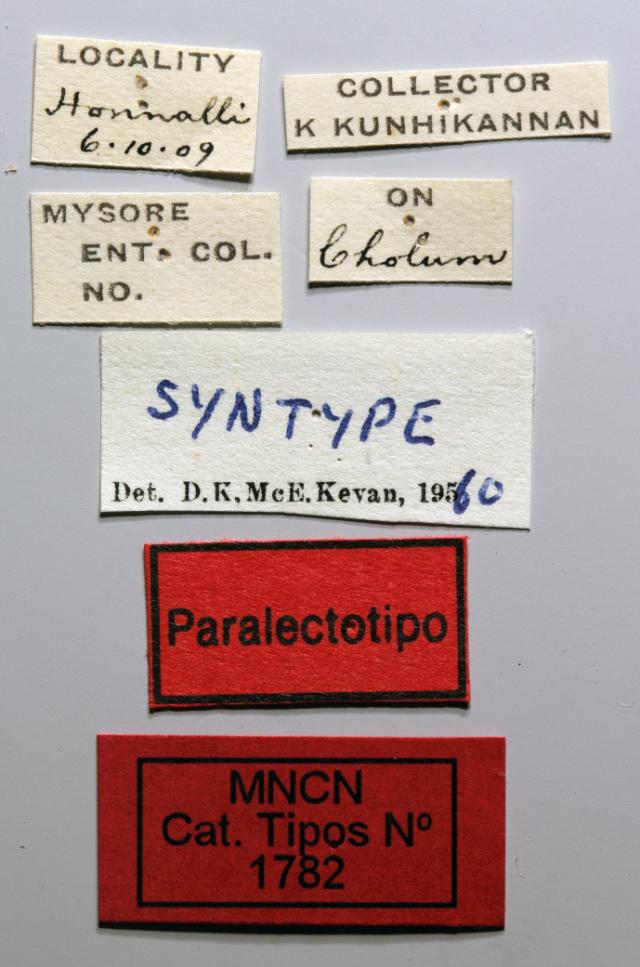 LOCALITY
Honnalli
6.10.09
COLLECTOR
K KUNHIKANNAN
MYSORE
ENT. COL.
NO.
ON
Cholum
SYNTYPE
Det. D.K.McE.Kevan, 1960
Paralectotipo
MNCN
Cat. Tipos Nº
1782